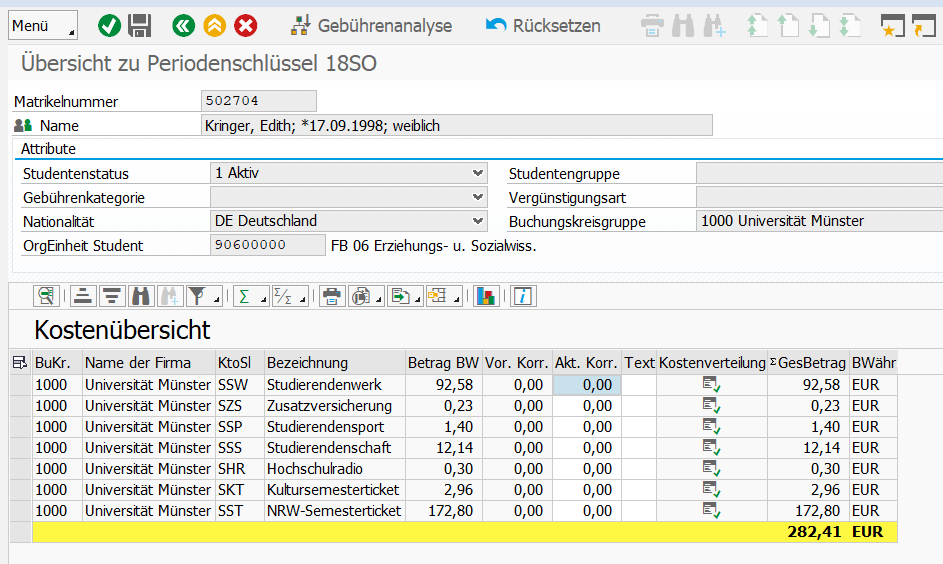 Menü Gebührenanalyse Rücksetzen
Übersicht zu Periodenschlüssel 18SO
Matrikelnummer 502704
Name Kringer, Edith; *17.09.1998; weiblich
Attribute
Studentenstatus 1 Aktiv Studentengruppe
Gebührenkategorie Vergünstigungsart
Nationalität DE Deutschland Buchungskreisgruppe 1000 Universität Münster
OrgEinheit Student 90600000 FB 06 Erziehungs- u. Sozialwiss.
Kostenübersicht
BuKr. Name der Firma KtoSl Bezeichnung Betrag BW Vor. Korr. Akt. Korr. Text Kostenverteilung Σ GesBetrag BWähr
1000 Universität Münster SSW Studierendenwerk 92,58 0,00 0,00 92,58 EUR
1000 Universität Münster SZS Zusatzversicherung 0,23 0,00 0,00 0,23 EUR
1000 Universität Münster SSP Studierendensport 1,40 0,00 0,00 1,40 EUR
1000 Universität Münster SSS Studierendenschaft 12,14 0,00 0,00 12,14 EUR
1000 Universität Münster SHR Hochschulradio 0,30 0,00 0,00 0,30 EUR
1000 Universität Münster SKT Kultursemesterticket 2,96 0,00 0,00 2,96 EUR
1000 Universität Münster SST NRW-Semesterticket 172,80 0,00 0,00 172,80 EUR
282,41 EUR